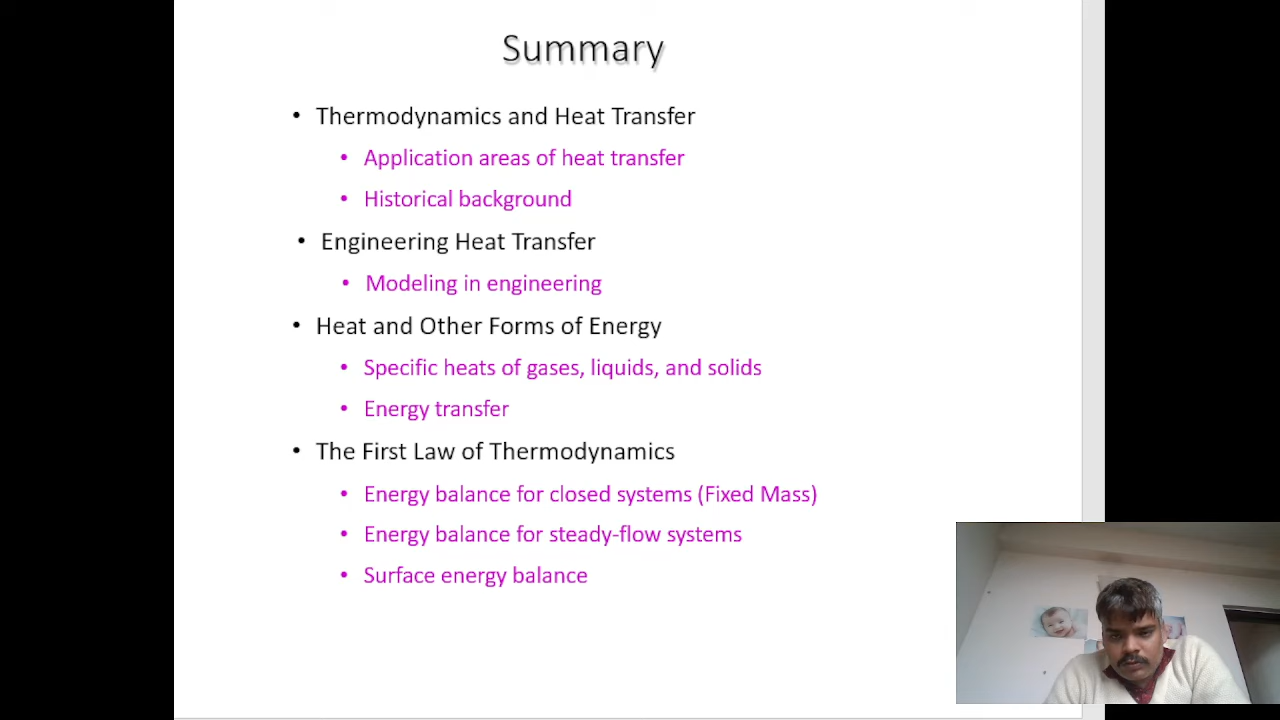 Summary
• Thermodynamics and Heat Transfer
• Application areas of heat transfer
• Historical background
• Engineering Heat Transfer
• Modeling in engineering
• Heat and Other Forms of Energy
• Specific heats of gases, liquids, and solids
• Energy transfer
• The First Law of Thermodynamics
• Energy balance for closed systems (Fixed Mass)
• Energy balance for steady-flow systems
• Surface energy balance